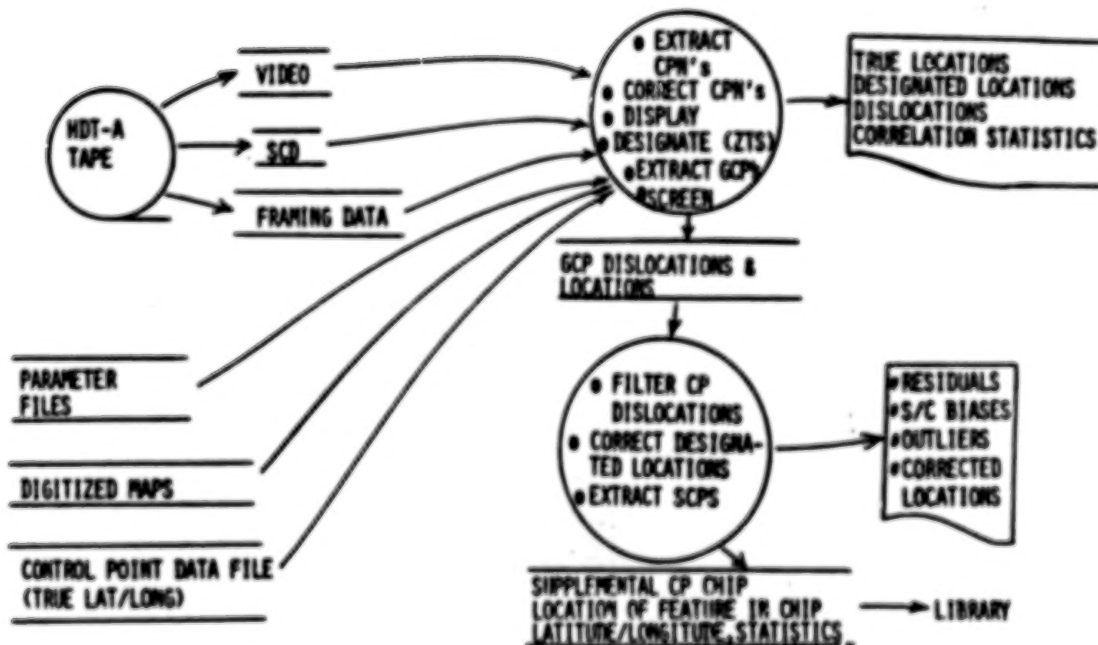 HDT-A
TAPE
VIDEO
SCD
FRAMING DATA
• EXTRACT
CPN's
• CORRECT CPN's
• DISPLAY
• DESIGNATE (ZTS)
• EXTRACT GCPs
• SCREEN
TRUE LOCATIONS
DESIGNATED LOCATIONS
DISLOCATIONS
CORRELATION STATISTICS
GCP DISLOCATIONS &
LOCATIONS
PARAMETER
FILES
DIGITIZED MAPS
CONTROL POINT DATA FILE
(TRUE LAT/LONG)
• FILTER CP
DISLOCATIONS
• CORRECT DESIGNA-
TED LOCATIONS
• EXTRACT SCPS
• RESIDUALS
• S/C BIASES
• OUTLIERS
• CORRECTED
LOCATIONS
SUPPLEMENTAL CP CHIP
LOCATION OF FEATURE IN CHIP
LATITUDE/LONGITUDE, STATISTICS
LIBRARY